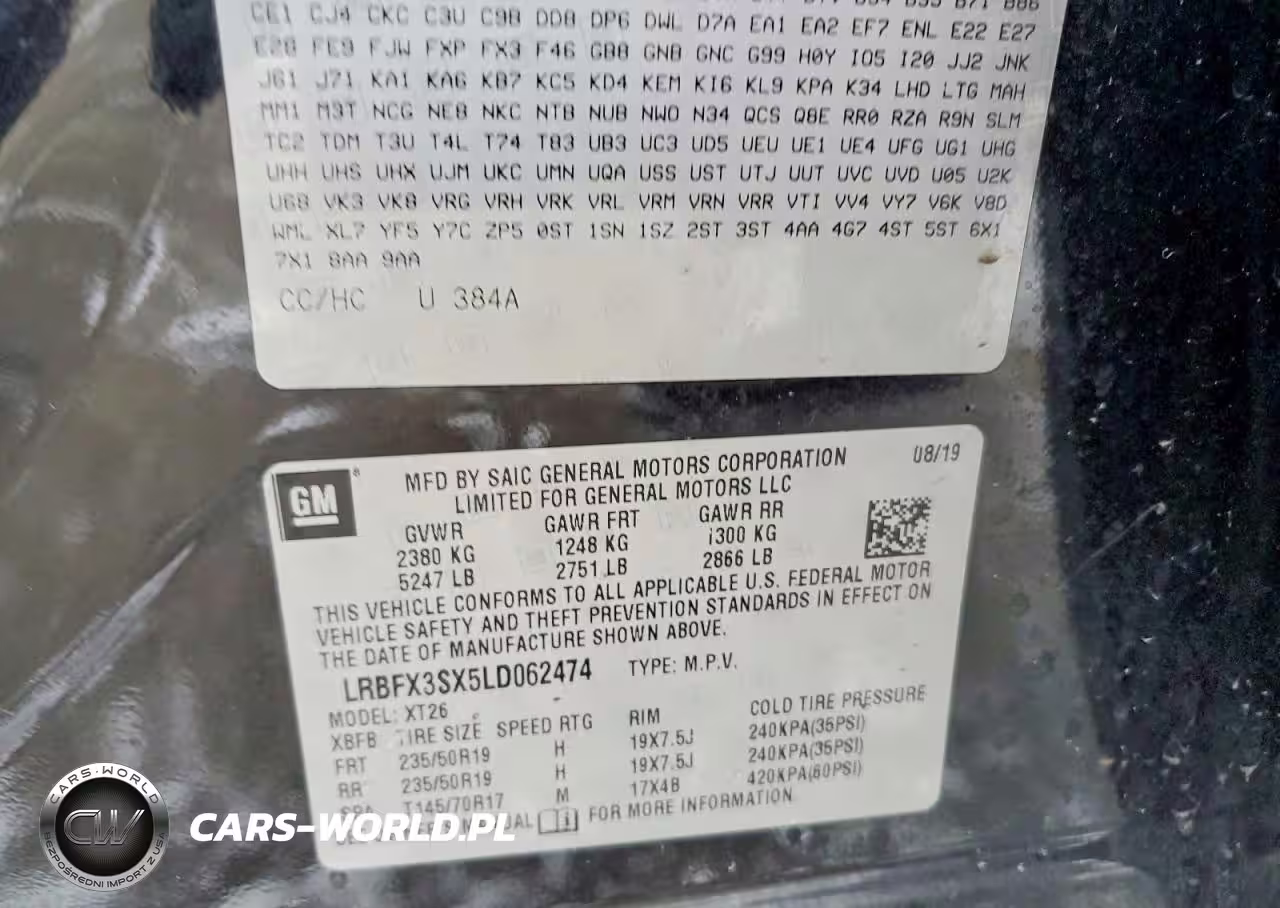 CE1 CJ4 CKC C3U C9B DD8 DP6 DWL D7A EA1 EA2 EF7 ENL E22 E27
E28 FE9 FJW FXP FX3 F46 GB8 GNB GNC G99 H0Y IO5 I20 JJ2 JNK
J61 J71 KA1 KA6 KB7 KC5 KD4 KEM KI6 KL9 KPA K34 LHD LTG MAH
MM1 M3T NCG NE8 NKC NTB NUB NWO N34 QCS Q8E RR0 RZA R9N SLM
TC2 TDM T3U T4L T74 T83 UB3 UC3 UD5 UEU UE1 UE4 UFG UG1 UHG
UHH UHS UHX UJM UKC UMN UQA USS UST UTJ UUT UVC UVD U05 U2K
U68 VK3 VK8 VRG VRH VRK VRL VRM VRN VRR VTI VV4 VY7 V6K V8D
WML XL7 YF5 Y7C ZP5 0ST 1SN 1SZ 2ST 3ST 4AA 4G7 4ST 5ST 6X1
7X1 8AA 9AA
CC/HC U 384A
GM ®
MFD BY SAIC GENERAL MOTORS CORPORATION 08/19
LIMITED FOR GENERAL MOTORS LLC
GVWR GAWR FRT GAWR RR
2380 KG 1248 KG 1300 KG
5247 LB 2751 LB 2866 LB
THIS VEHICLE CONFORMS TO ALL APPLICABLE U.S. FEDERAL MOTOR
VEHICLE SAFETY AND THEFT PREVENTION STANDARDS IN EFFECT ON
THE DATE OF MANUFACTURE SHOWN ABOVE.
LRBFX3SX5LD062474 TYPE: M.P.V.
MODEL: XT26
XBFB TIRE SIZE SPEED RTG RIM COLD TIRE PRESSURE
FRT 235/50R19 H 19X7.5J 240KPA(35PSI)
RR 235/50R19 H 19X7.5J 240KPA(35PSI)
SPA T145/70R17 M 17X4B 420KPA(60PSI)
FOR MORE INFORMATION
CARS-WORLD
CW
BEZPOŚREDNI IMPORT Z USA
CARS-WORLD.PL